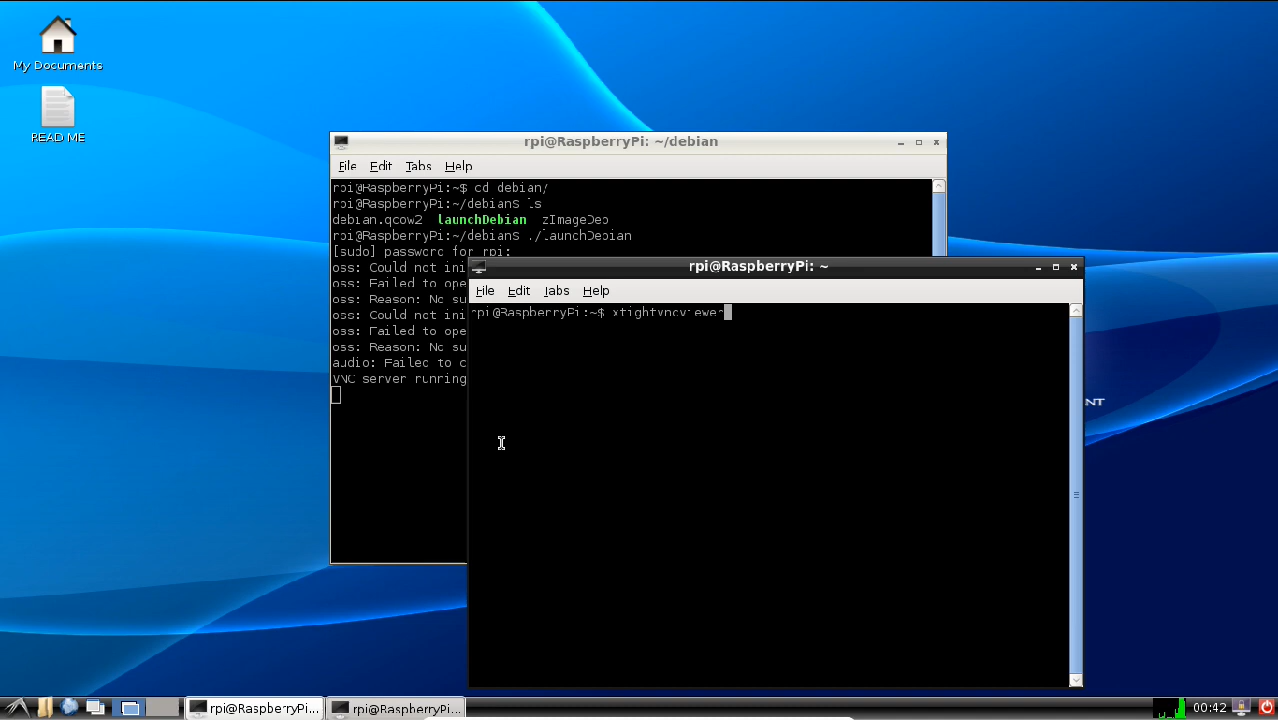 My Documents
READ ME
rpi@RaspberryPi: ~/debian
File Edit Tabs Help
rpi@RaspberryPi:~$ cd debian/
rpi@RaspberryPi:~/debian$ ls
debian.qcow2 launchDebian zImageDeb
rpi@RaspberryPi:~/debian$ ./launchDebian
[sudo] password for rpi:
oss: Could not ini
oss: Failed to ope
oss: Reason: No su
oss: Could not ini
oss: Failed to ope
oss: Reason: No su
audio: Failed to c
VNC server running
rpi@RaspberryPi: ~
File Edit Tabs Help
rpi@RaspberryPi:~$ xtightvncviewer
NT
rpi@RaspberryPi...
rpi@RaspberryPi...
00:42